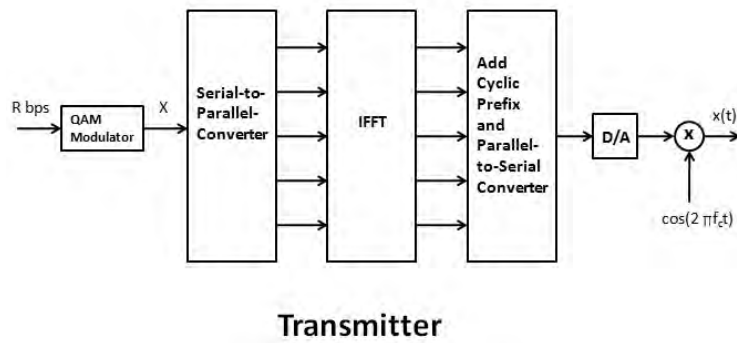 R bps
QAM
Modulator
X
Serial-to-
Parallel-
Converter
IFFT
Add
Cyclic
Prefix
and
Parallel-
to-Serial
Converter
D/A
X
x(t)
cos(2 πf_ct)
Transmitter